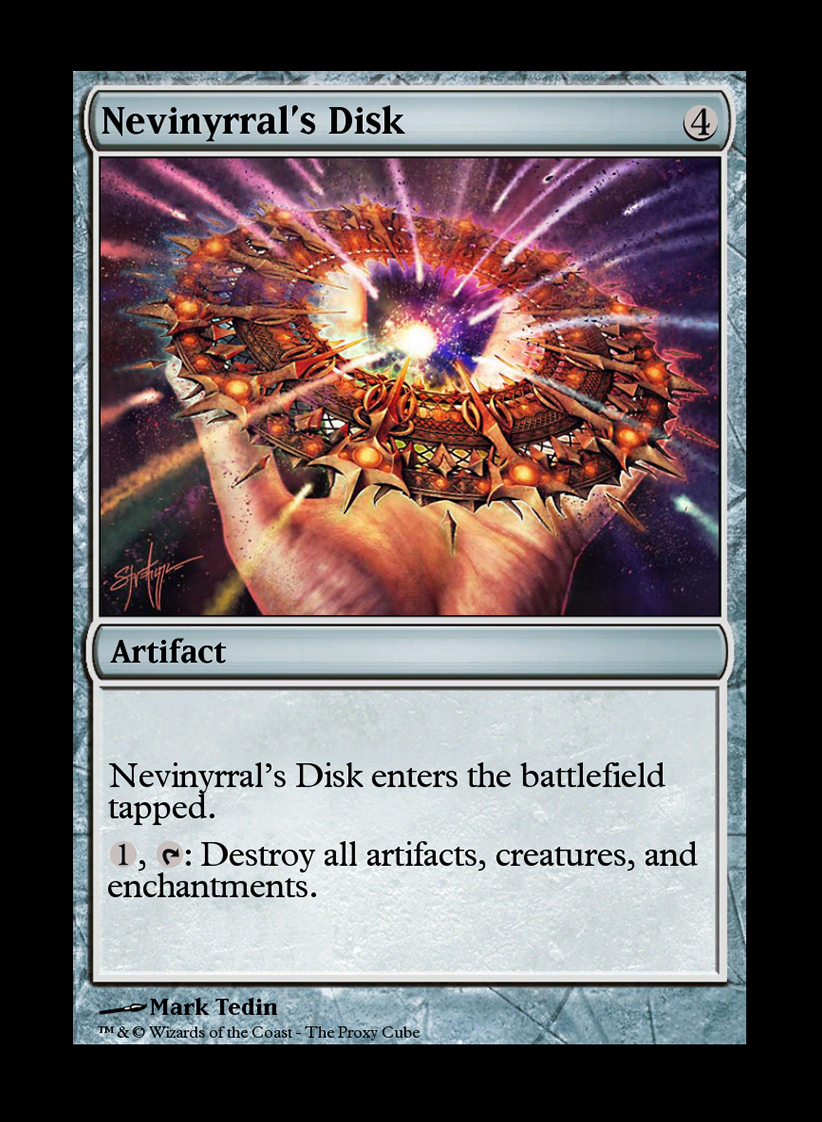 Nevinyrral's Disk 4
Artifact
Nevinyrral's Disk enters the battlefield
tapped.
1, : Destroy all artifacts, creatures, and
enchantments.
Mark Tedin
™ & © Wizards of the Coast - The Proxy Cube